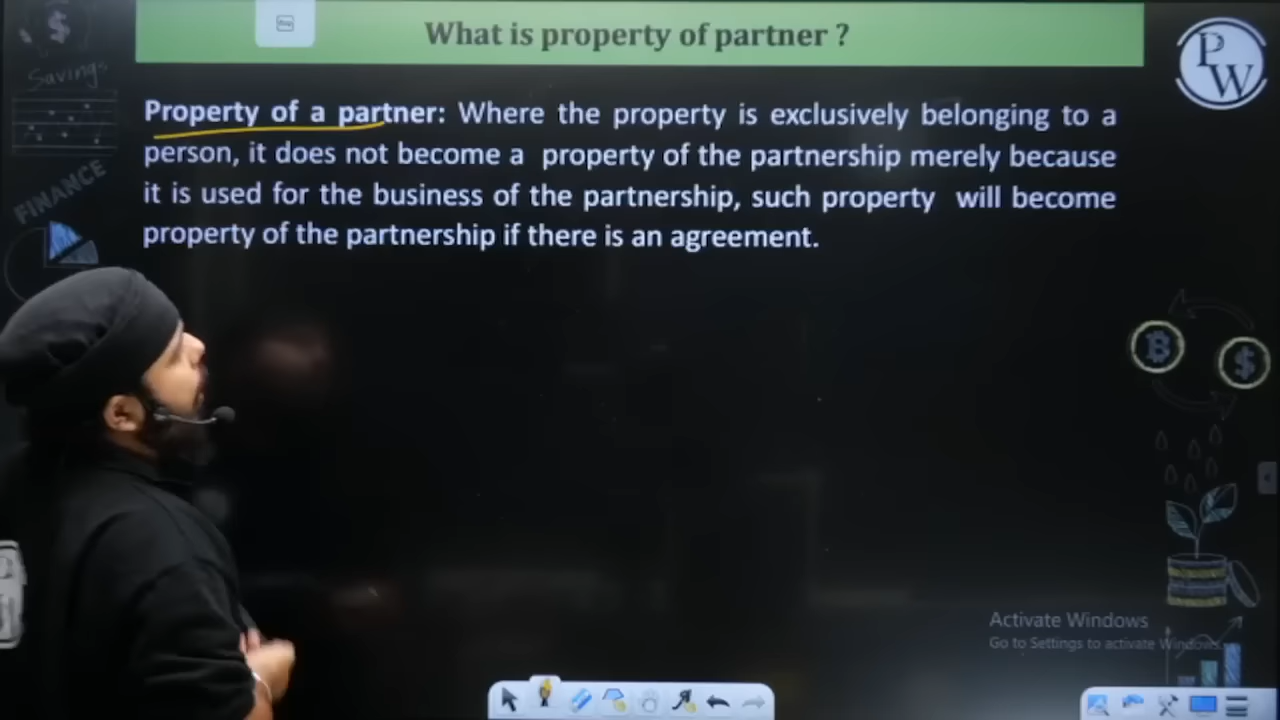 What is property of partner ?
Savings
FINANCE
PW
Property of a partner: Where the property is exclusively belonging to a
person, it does not become a property of the partnership merely because
it is used for the business of the partnership, such property will become
property of the partnership if there is an agreement.
Activate Windows
Go to Settings to activate Windows.